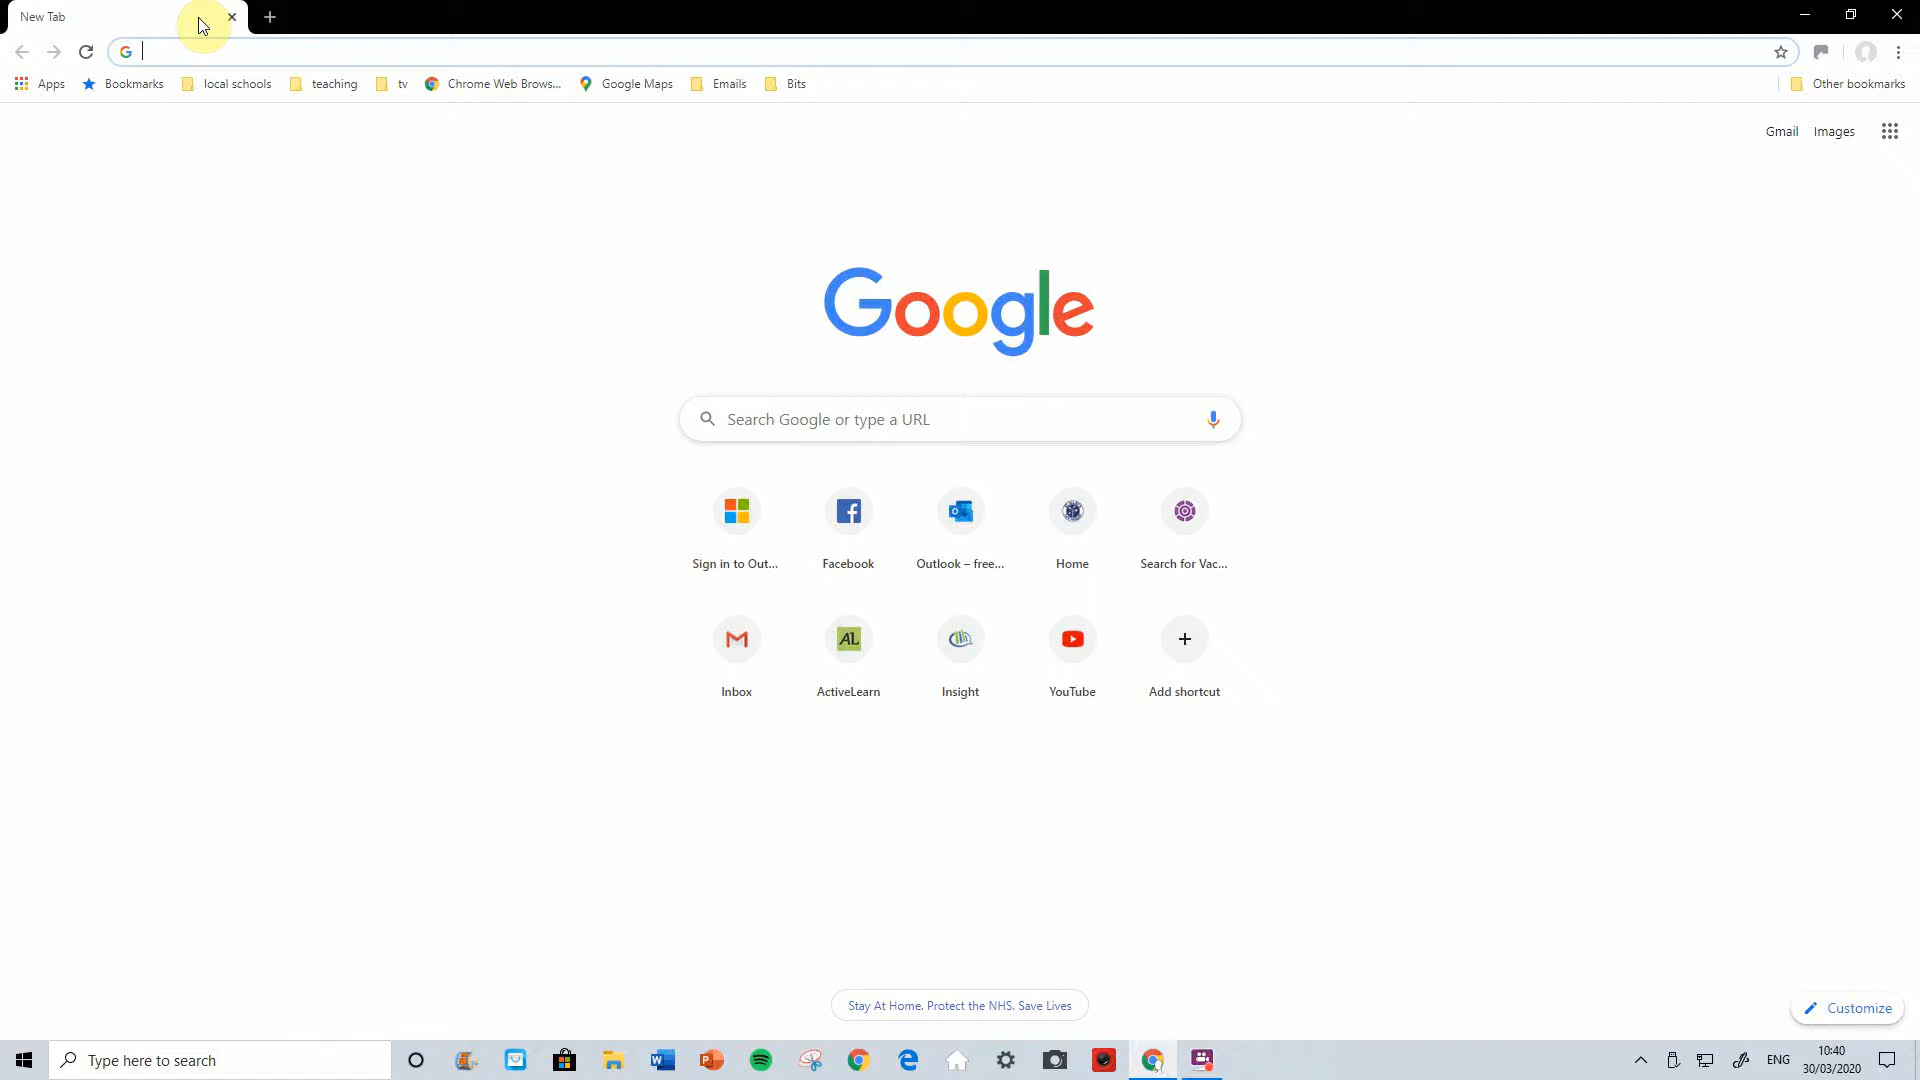 New Tab
Apps Bookmarks local schools teaching tv Chrome Web Brows... Google Maps Emails Bits Other bookmarks
Gmail Images
Google
Search Google or type a URL
Sign in to Out... Facebook Outlook – free... Home Search for Vac...
AL
Inbox ActiveLearn Insight YouTube Add shortcut
Stay At Home. Protect the NHS. Save Lives
Customize
Type here to search
ENG
10:40
30/03/2020